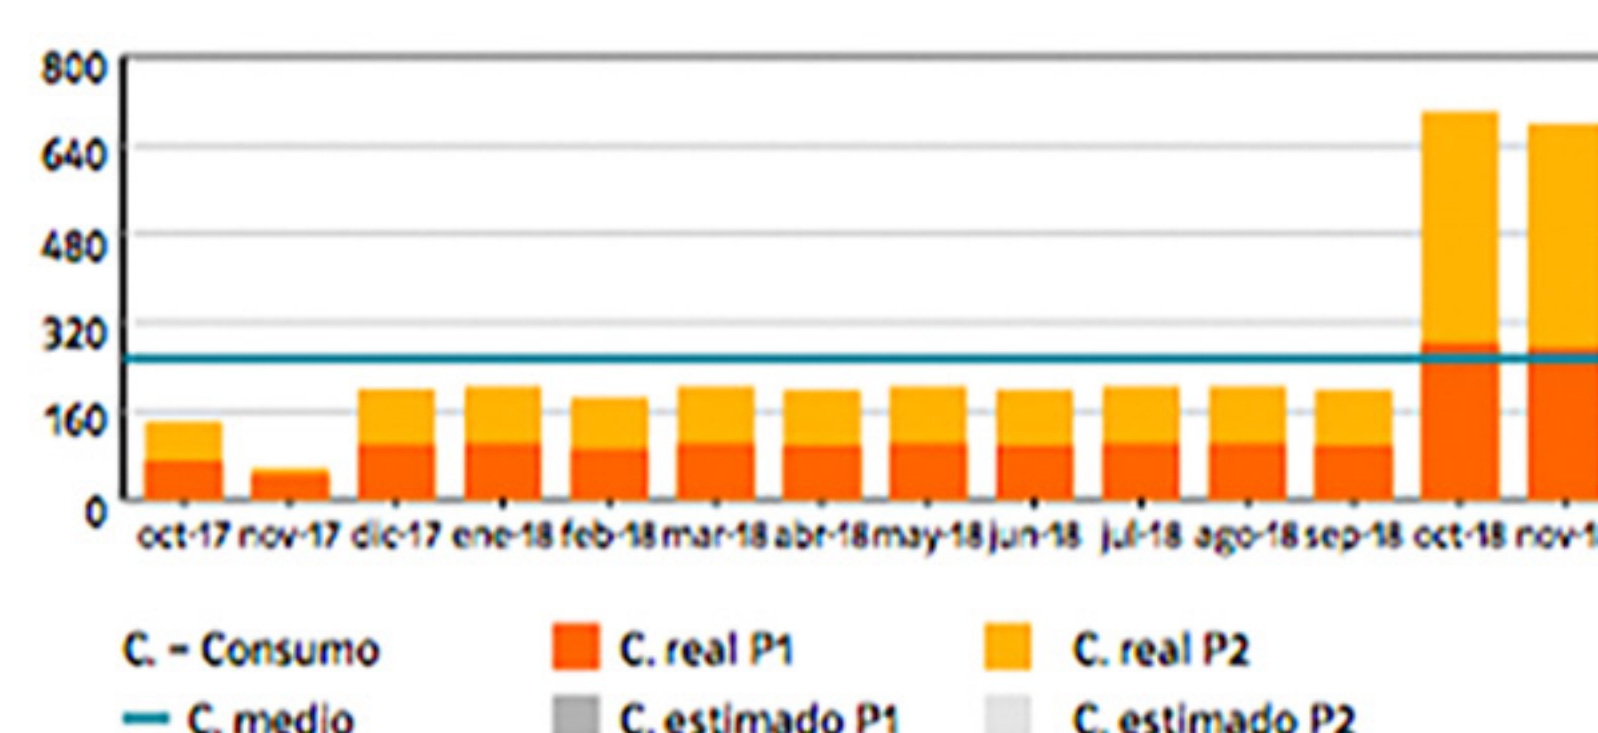 800
640
480
320
160
0
oct-17 nov-17 dic-17 ene-18 feb-18 mar-18 abr-18 may-18 jun-18 jul-18 ago-18 sep-18 oct-18 nov-1
C. - Consumo C. real P1 C. real P2
C. medio C. estimado P1 C. estimado P2